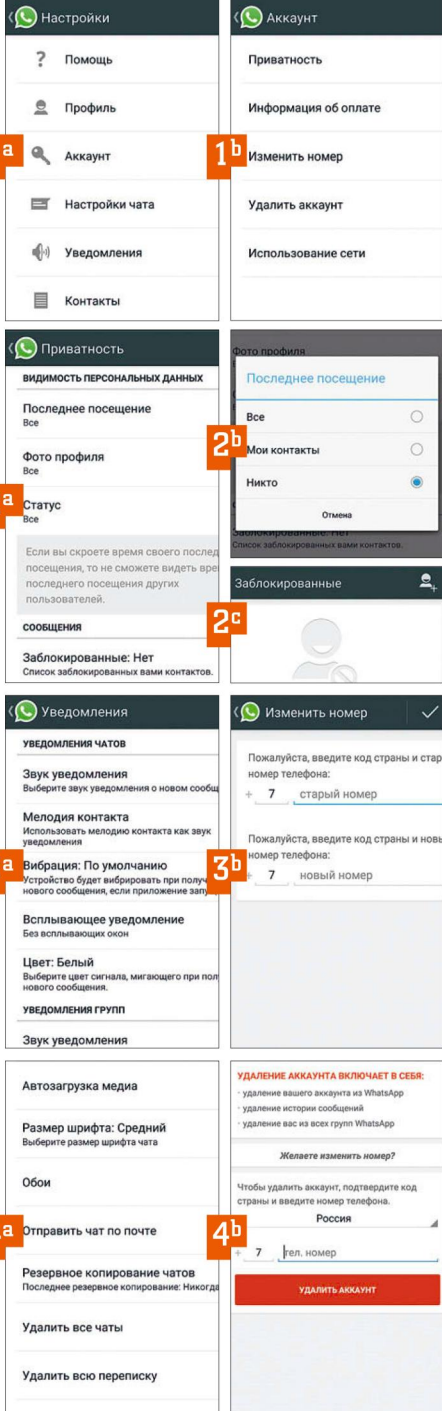 Настройки
Помощь
Профиль
a
Аккаунт
Настройки чата
Уведомления
Контакты
Аккаунт
Приватность
Информация об оплате
1b
Изменить номер
Удалить аккаунт
Использование сети
Приватность
ВИДИМОСТЬ ПЕРСОНАЛЬНЫХ ДАННЫХ
Последнее посещение
Все
Фото профиля
Все
a
Статус
Все
Если вы скроете время своего послед
посещения, то не сможете видеть вре
последнего посещения других
пользователей.
СООБЩЕНИЯ
Заблокированные: Нет
Список заблокированных вами контактов.
Фото профиля
Последнее посещение
Все
2b
Мои контакты
Никто
Отмена
Заблокированные: Нет
Список заблокированных вами контактов.
Заблокированные
2c
Уведомления
УВЕДОМЛЕНИЯ ЧАТОВ
Звук уведомления
Выберите звук уведомления о новом сообщ
Мелодия контакта
Использовать мелодию контакта как звук
уведомления
a
Вибрация: По умолчанию
Устройство будет вибрировать при получ
нового сообщения, если приложение запу
Всплывающее уведомление
Без всплывающих окон
Цвет: Белый
Выберите цвет сигнала, мигающего при пол
нового сообщения.
УВЕДОМЛЕНИЯ ГРУПП
Звук уведомления
Изменить номер
Пожалуйста, введите код страны и стар
номер телефона:
+ 7 старый номер
Пожалуйста, введите код страны и новы
3b
номер телефона:
+ 7 новый номер
Автозагрузка медиа
Размер шрифта: Средний
Выберите размер шрифта чата
Обои
a
Отправить чат по почте
Резервное копирование чатов
Последнее резервное копирование: Никогда
Удалить все чаты
Удалить всю переписку
УДАЛЕНИЕ АККАУНТА ВКЛЮЧАЕТ В СЕБЯ:
- удаление вашего аккаунта из WhatsApp
- удаление истории сообщений
- удаление вас из всех групп WhatsApp
Желаете изменить номер?
Чтобы удалить аккаунт, подтвердите код
страны и введите номер телефона.
4b
Россия
+ 7 тел. номер
УДАЛИТЬ АККАУНТ